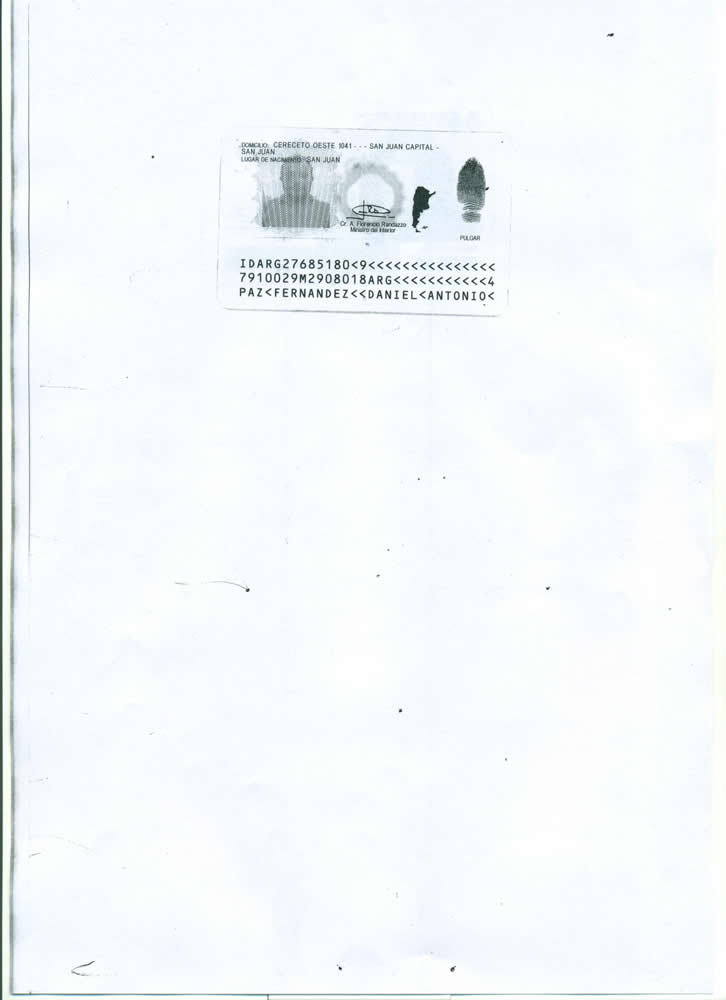 DOMICILIO: CERECETO OESTE 1041 - - - SAN JUAN CAPITAL -
SAN JUAN
LUGAR DE NACIMIENTO: SAN JUAN
Cr. A. Florencio Randazzo
Ministro del Interior
PULGAR
IDARG27685180<9<<<<<<<<<<<<<<<
7910029M2908018ARG<<<<<<<<<<<4
PAZ<FERNANDEZ<<DANIEL<ANTONIO<